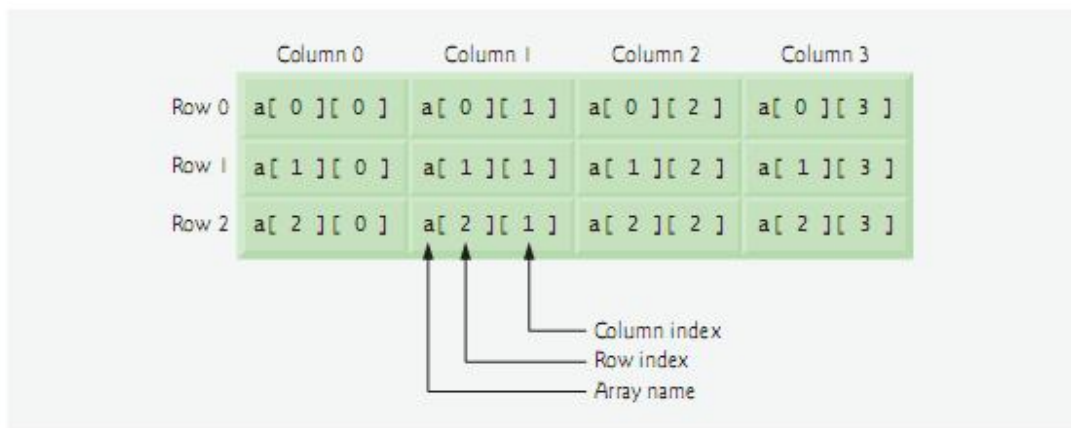 Column 0 Column 1 Column 2 Column 3
Row 0 a[ 0 ][ 0 ] a[ 0 ][ 1 ] a[ 0 ][ 2 ] a[ 0 ][ 3 ]
Row 1 a[ 1 ][ 0 ] a[ 1 ][ 1 ] a[ 1 ][ 2 ] a[ 1 ][ 3 ]
Row 2 a[ 2 ][ 0 ] a[ 2 ][ 1 ] a[ 2 ][ 2 ] a[ 2 ][ 3 ]
Column index
Row index
Array name